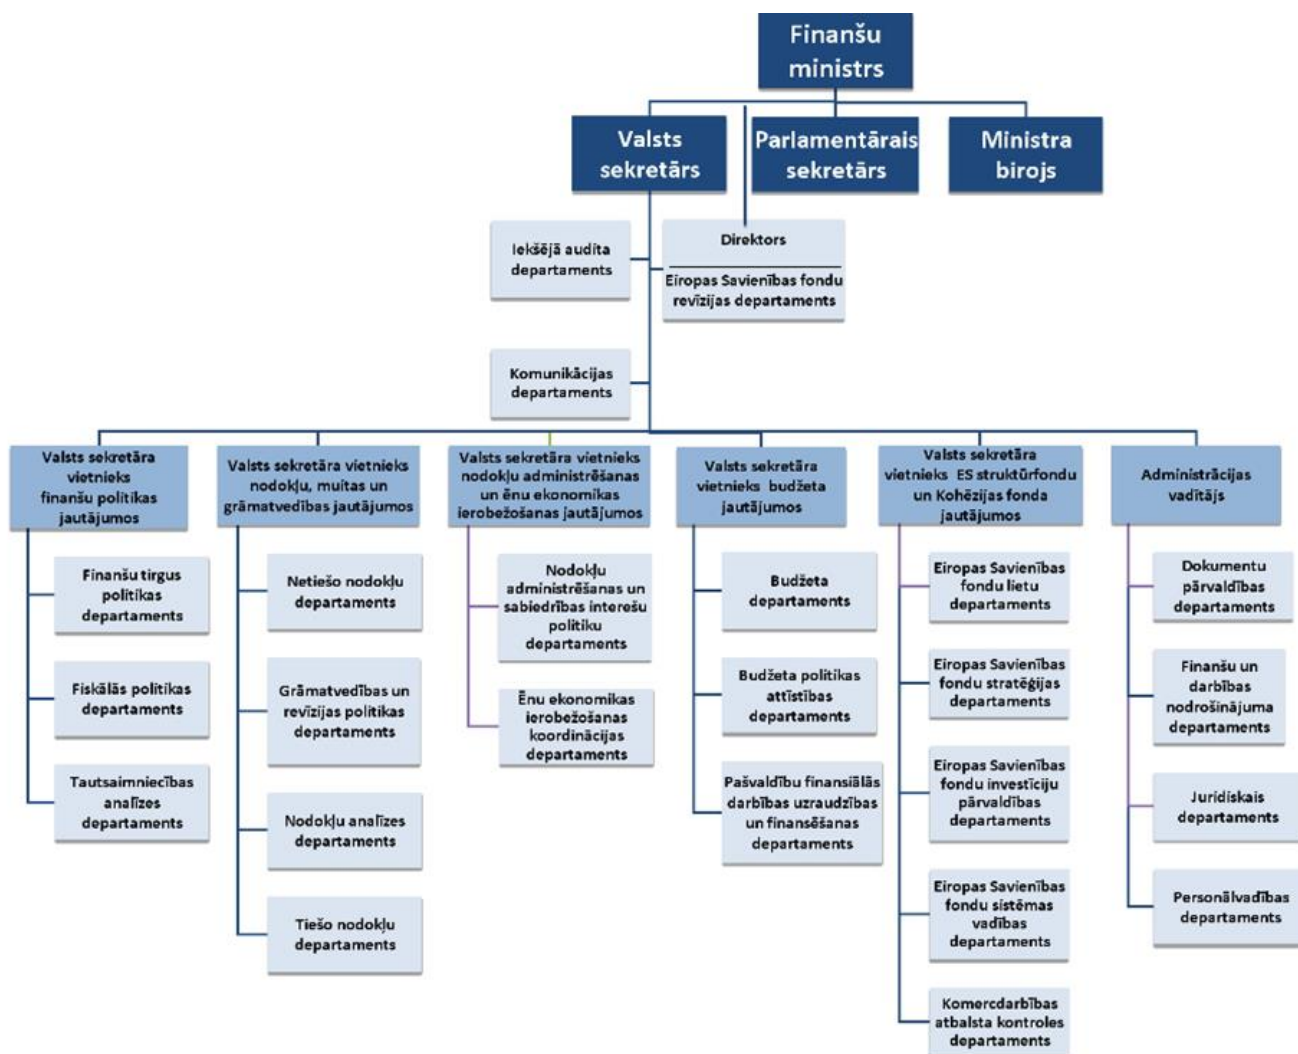 Finanšu
ministrs
Valsts
sekretārs
Parlamentārais
sekretārs
Ministra
birojs
Iekšējā audīta
departaments
Direktors
Eiropas Savienības fondu
revīzijas departaments
Komunikācijas
departaments
Valsts sekretāra
vietnieks
finanšu politikas
jautājumos
Valsts sekretāra vietnieks
nodokļu, muitas un
grāmatvedības jautājumos
Valsts sekretāra vietnieks
nodokļu administrēšanas
un ēnu ekonomikas
ierobežošanas jautājumos
Valsts sekretāra
vietnieks budžeta
jautājumos
Valsts sekretāra
vietnieks ES struktūrfondu
un Kohēzijas fonda
jautājumos
Administrācijas
vadītājs
Finanšu tirgus
politikas
departaments
Fiskālās politikas
departaments
Tautsaimniecības
analīzes
departaments
Netiešo nodokļu
departaments
Grāmatvedības un
revīzijas politikas
departaments
Nodokļu analīzes
departaments
Tiešo nodokļu
departaments
Nodokļu
administrēšanas un
sabiedrības interešu
politiku
departaments
Ēnu ekonomikas
ierobežošanas
koordinācijas
departaments
Budžeta
departaments
Budžeta politikas
attīstības
departaments
Pašvaldību finansiālās
darbības uzraudzības
un finansēšanas
departaments
Eiropas Savienības
fondu lietu
departaments
Eiropas Savienības
fondu stratēģijas
departaments
Eiropas Savienības
fondu investīciju
pārvaldības
departaments
Eiropas Savienības
fondu sistēmas
vadības
departaments
Komercdarbības
atbalsta kontroles
departaments
Dokumentu
pārvaldības
departaments
Finanšu un
darbības
nodrošinājuma
departaments
Juridiskais
departaments
Personālvadības
departaments